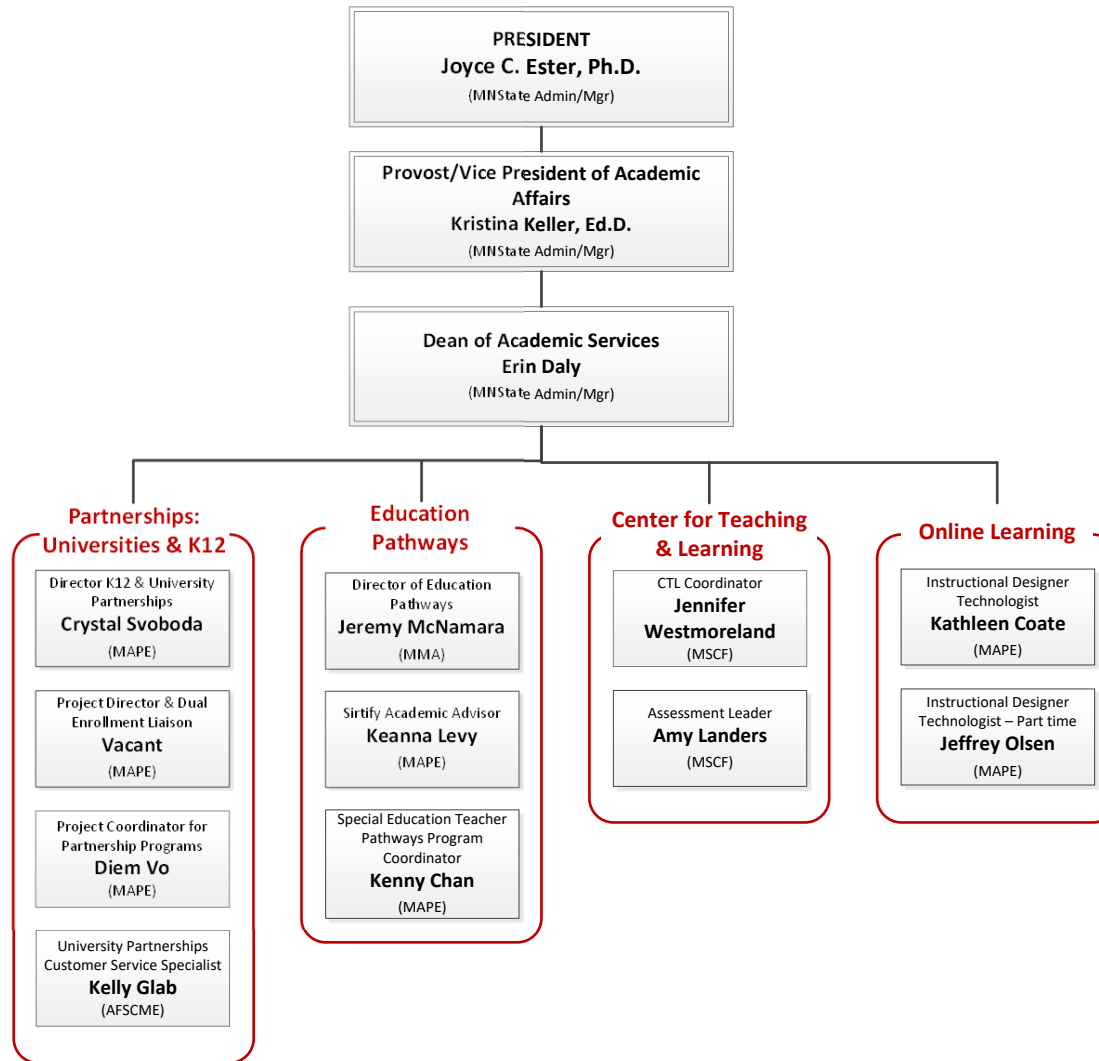 PRESIDENT
Joyce C. Ester, Ph.D.
(MNState Admin/Mgr)
Provost/Vice President of Academic
Affairs
Kristina Keller, Ed.D.
(MNState Admin/Mgr)
Dean of Academic Services
Erin Daly
(MNState Admin/Mgr)
Partnerships:
Universities & K12
Director K12 & University
Partnerships
Crystal Svoboda
(MAPE)
Project Director & Dual
Enrollment Liaison
Vacant
(MAPE)
Project Coordinator for
Partnership Programs
Diem Vo
(MAPE)
University Partnerships
Customer Service Specialist
Kelly Glab
(AFSCME)
Education
Pathways
Director of Education
Pathways
Jeremy McNamara
(MMA)
Sirtify Academic Advisor
Keanna Levy
(MAPE)
Special Education Teacher
Pathways Program
Coordinator
Kenny Chan
(MAPE)
Center for Teaching
& Learning
CTL Coordinator
Jennifer
Westmoreland
(MSCF)
Assessment Leader
Amy Landers
(MSCF)
Online Learning
Instructional Designer
Technologist
Kathleen Coate
(MAPE)
Instructional Designer
Technologist – Part time
Jeffrey Olsen
(MAPE)